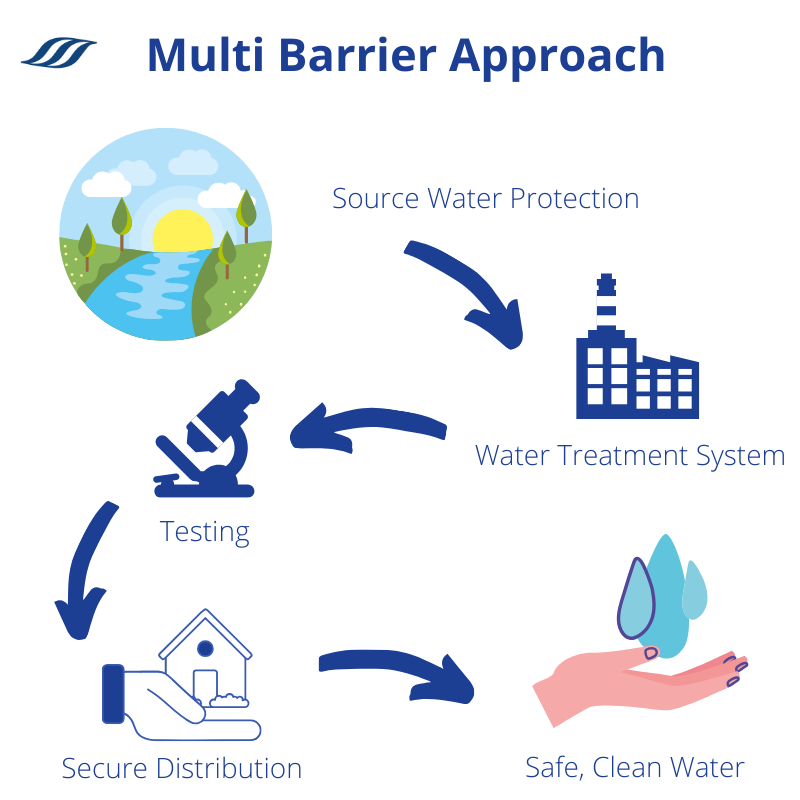 Multi Barrier Approach
Source Water Protection
Water Treatment System
Testing
Secure Distribution
Safe, Clean Water